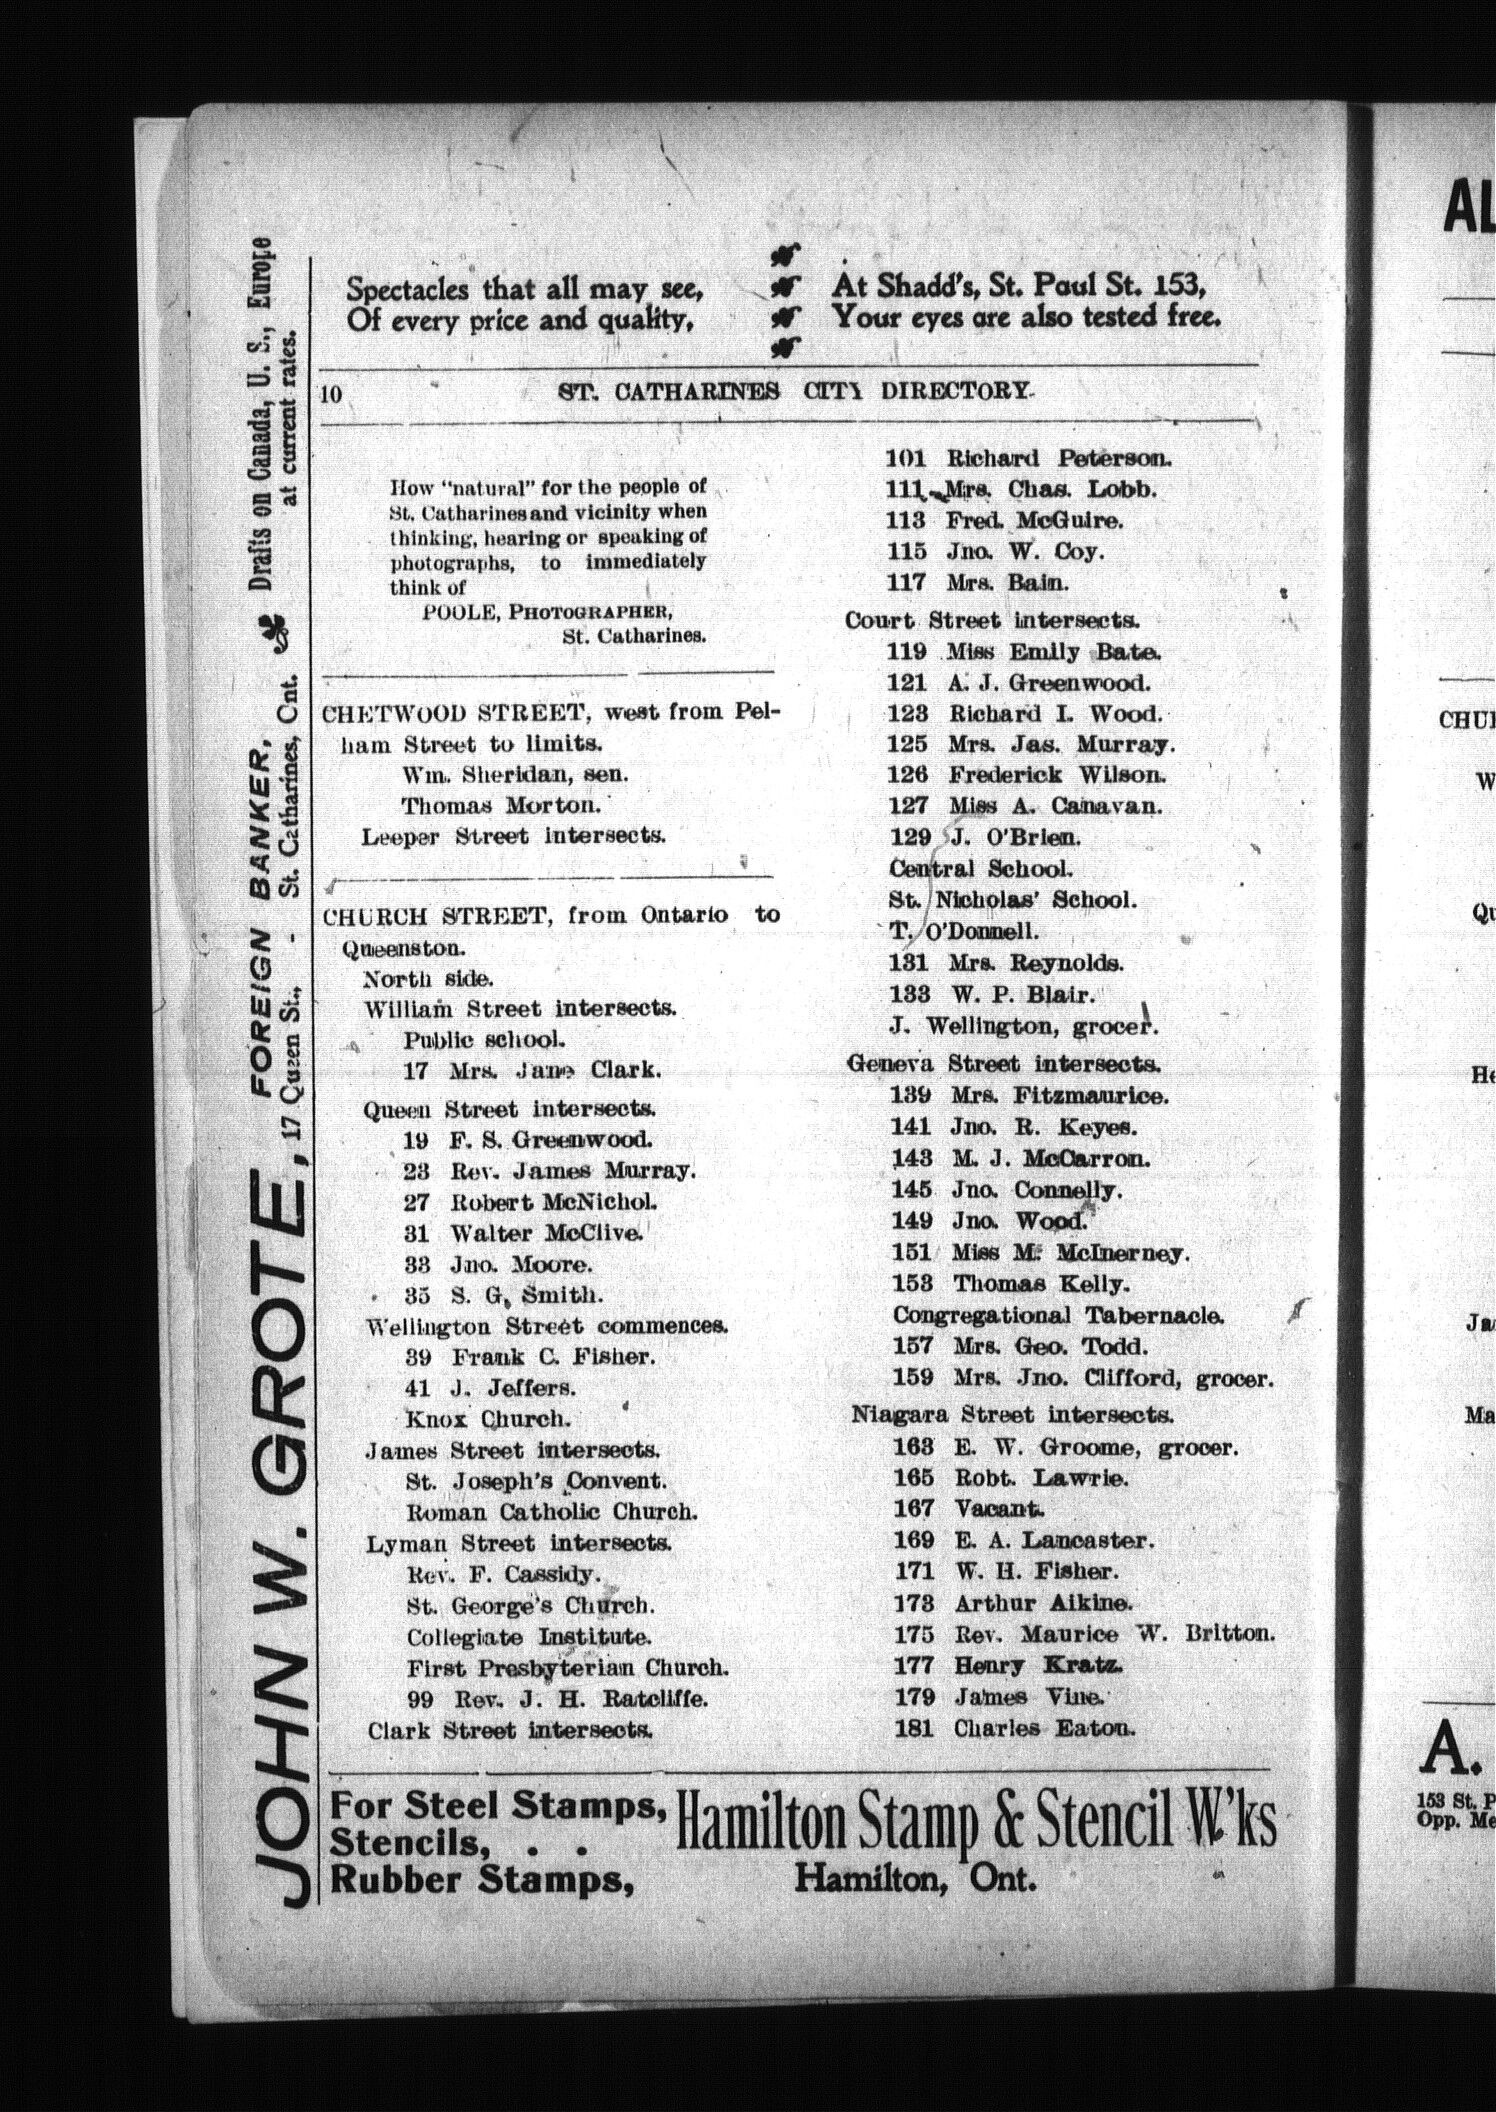 Spectacles that all may see,
Of every price and quality,
At Shadd's, St. Paul St. 153,
Your eyes are also tested free.
10
ST. CATHARINES CITY DIRECTORY.
How "natural" for the people of
St. Catharines and vicinity when
thinking, hearing or speaking of
photographs, to immediately
think of
POOLE, PHOTOGRAPHER,
St. Catharines.
CHETWOOD STREET, west from Pel-
ham Street to limits.
Wm. Sheridan, sen.
Thomas Morton.
Leeper Street intersects.
CHURCH STREET, from Ontario to
Queenston.
North side.
William Street intersects.
Public school.
17 Mrs. Jane Clark.
Queen Street intersects.
19 F. S. Greenwood.
23 Rev. James Murray.
27 Robert McNichol.
31 Walter McClive.
33 Jno. Moore.
35 S. G. Smith.
Wellington Street commences.
39 Frank C. Fisher.
41 J. Jeffers.
Knox Church.
James Street intersects.
St. Joseph's Convent.
Roman Catholic Church.
Lyman Street intersects.
Rev. F. Cassidy.
St. George's Church.
Collegiate Institute.
First Presbyterian Church.
99 Rev. J. H. Ratcliffe.
Clark Street intersects.
101 Richard Peterson.
111 Mrs. Chas. Lobb.
113 Fred. McGuire.
115 Jno. W. Coy.
117 Mrs. Bain.
Court Street intersects.
119 Miss Emily Bate.
121 A. J. Greenwood.
123 Richard I. Wood.
125 Mrs. Jas. Murray.
126 Frederick Wilson.
127 Miss A. Canavan.
129 J. O'Brien.
Central School.
St. Nicholas' School.
T. O'Donnell.
131 Mrs. Reynolds.
133 W. P. Blair.
J. Wellington, grocer.
Geneva Street intersects.
139 Mrs. Fitzmaurice.
141 Jno. R. Keyes.
143 M. J. McCarron.
145 Jno. Connelly.
149 Jno. Wood.
151 Miss M. McInerney.
153 Thomas Kelly.
Congregational Tabernacle.
157 Mrs. Geo. Todd.
159 Mrs. Jno. Clifford, grocer.
Niagara Street intersects.
163 E. W. Groome, grocer.
165 Robt. Lawrie.
167 Vacant.
169 E. A. Lancaster.
171 W. H. Fisher.
173 Arthur Aikine.
175 Rev. Maurice W. Britton.
177 Henry Kratz.
179 James Vine.
181 Charles Eaton.
For Steel Stamps,
Stencils, . .
Rubber Stamps,
Hamilton Stamp & Stencil W'ks
Hamilton, Ont.
JOHN W. GROTE, FOREIGN BANKER,
17 Queen St., - St. Catharines, Ont.
Drafts on Canada, U. S., Europe
at current rates.
AL
CHU
W
Qu
He
Ja
Ma
A.
153 St. P
Opp. Me